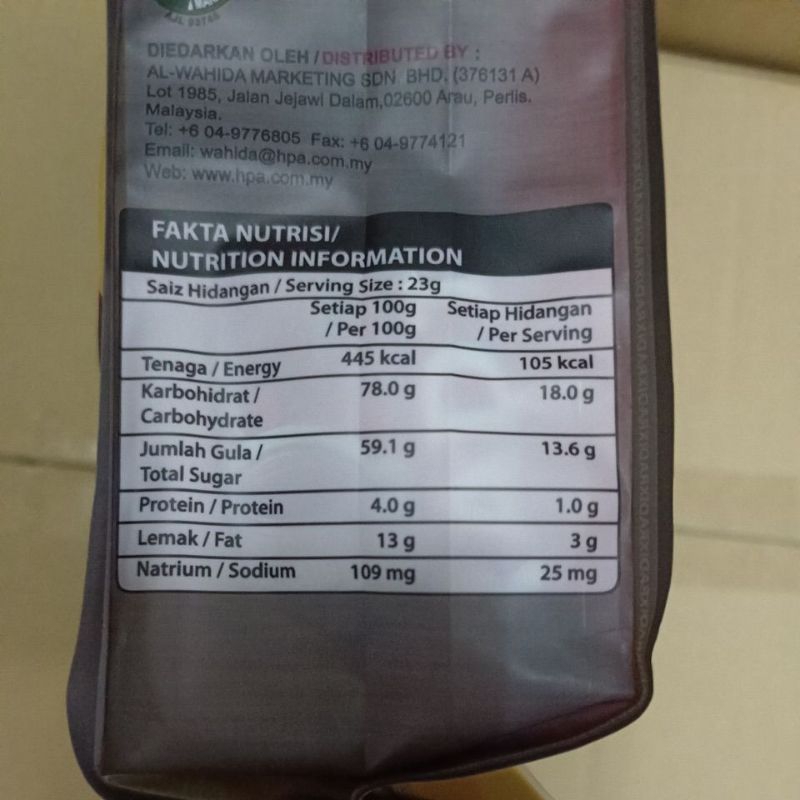 AJL 93746
DIEDARKAN OLEH / DISTRIBUTED BY :
AL-WAHIDA MARKETING SDN. BHD. (376131 A)
Lot 1985, Jalan Jejawi Dalam,02600 Arau, Perlis.
Malaysia.
Tel: +6 04-9776805 Fax: +6 04-9774121
Email: wahida@hpa.com.my
Web: www.hpa.com.my
FAKTA NUTRISI/
NUTRITION INFORMATION
Saiz Hidangan / Serving Size : 23g
Setiap 100g Setiap Hidangan
/ Per 100g / Per Serving
Tenaga / Energy 445 kcal 105 kcal
Karbohidrat / 78.0 g 18.0 g
Carbohydrate
Jumlah Gula / 59.1 g 13.6 g
Total Sugar
Protein / Protein 4.0 g 1.0 g
Lemak / Fat 13 g 3 g
Natrium / Sodium 109 mg 25 mg